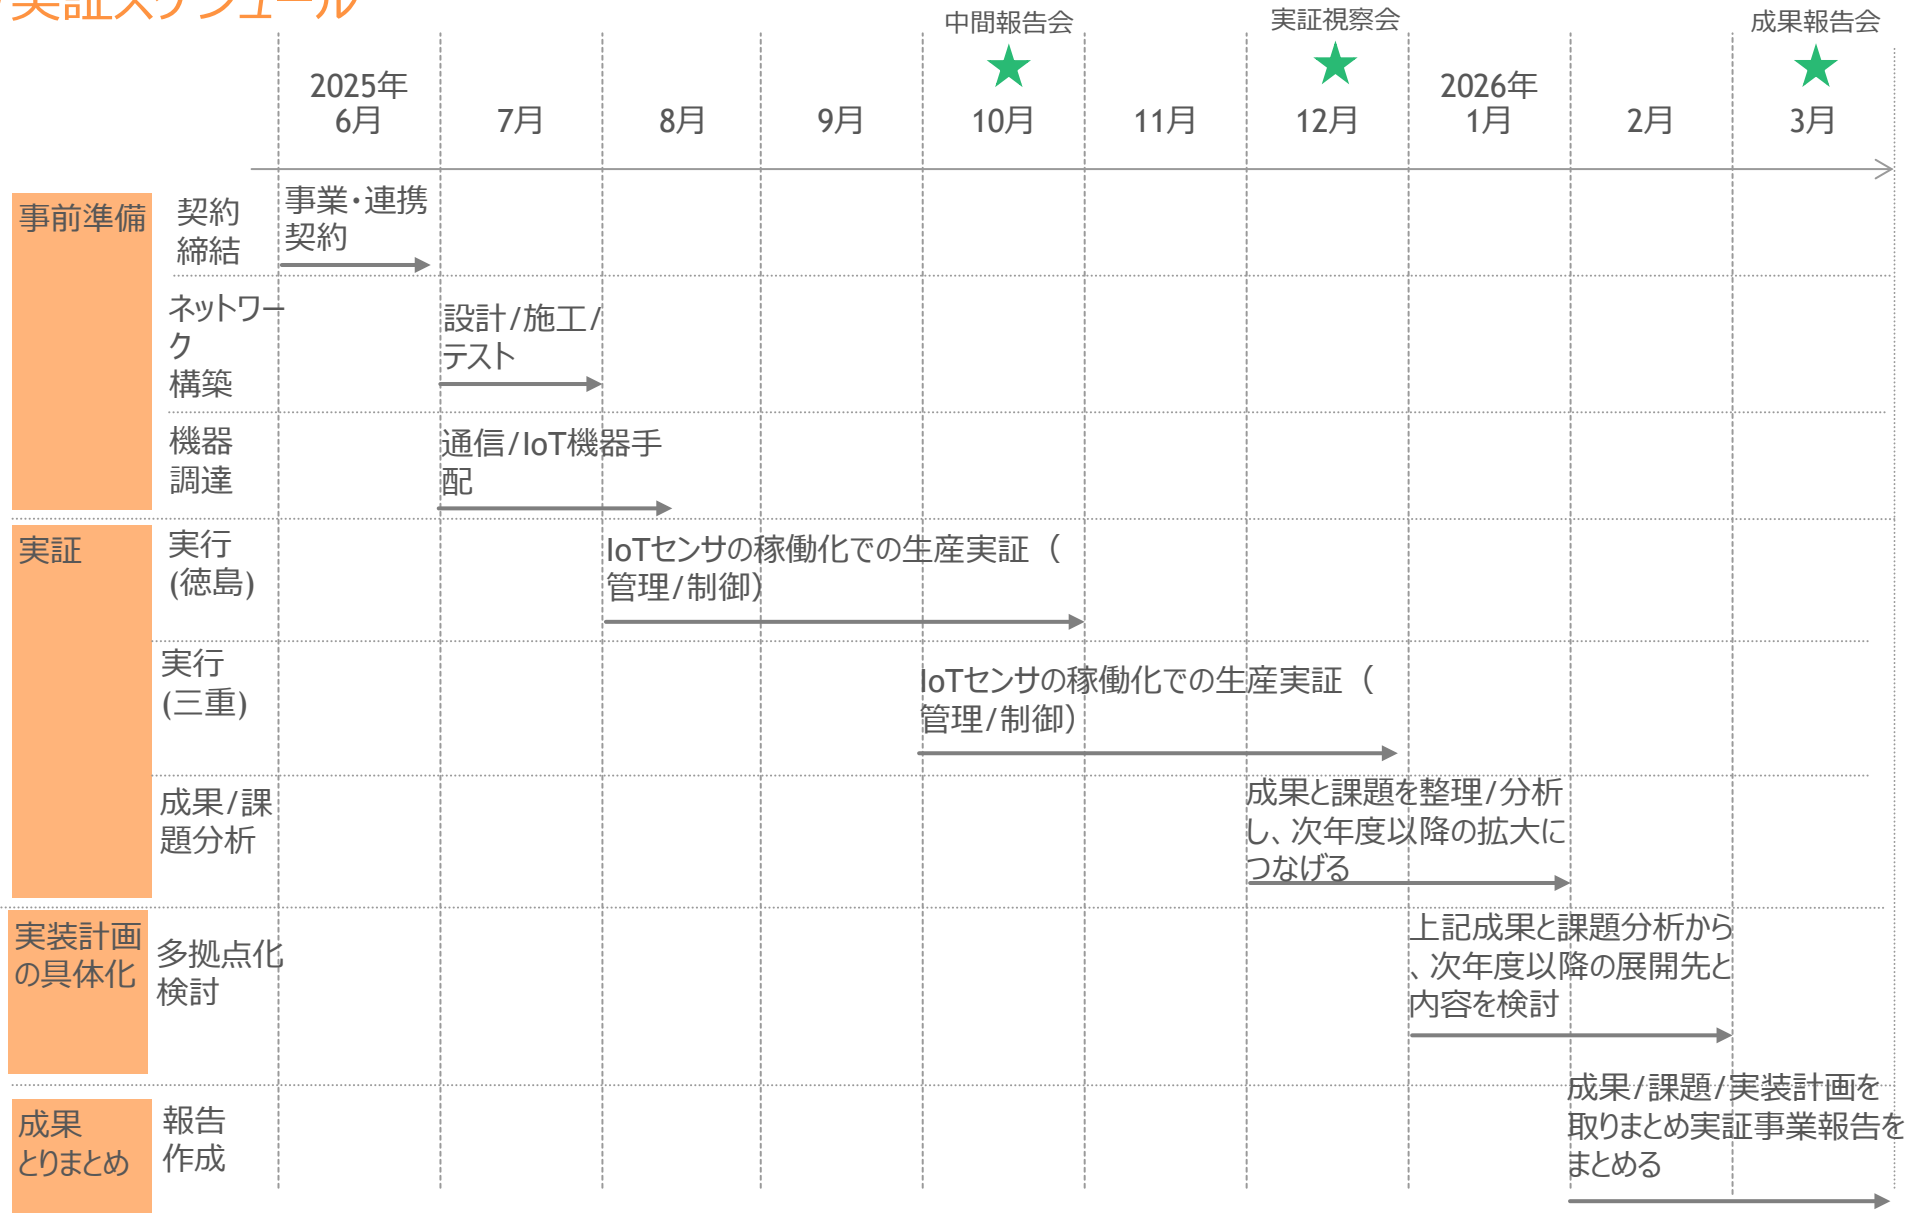 実証スケジュール
中間報告会
実証視察会
成果報告会
2025年
6月
7月
8月
9月
10月
11月
12月
2026年
1月
2月
3月
事前準備
契約
締結
事業・連携
契約
ネットワー
ク
構築
設計/施工/
テスト
機器
調達
通信/IoT機器手
配
実証
実行
(徳島)
IoTセンサの稼働化での生産実証（
管理/制御）
実行
(三重)
IoTセンサの稼働化での生産実証（
管理/制御）
成果/課
題分析
成果と課題を整理/分析
し、次年度以降の拡大に
つなげる
実装計画
の具体化
多拠点化
検討
上記成果と課題分析から
、次年度以降の展開先と
内容を検討
成果
とりまとめ
報告
作成
成果/課題/実装計画を
取りまとめ実証事業報告を
まとめる